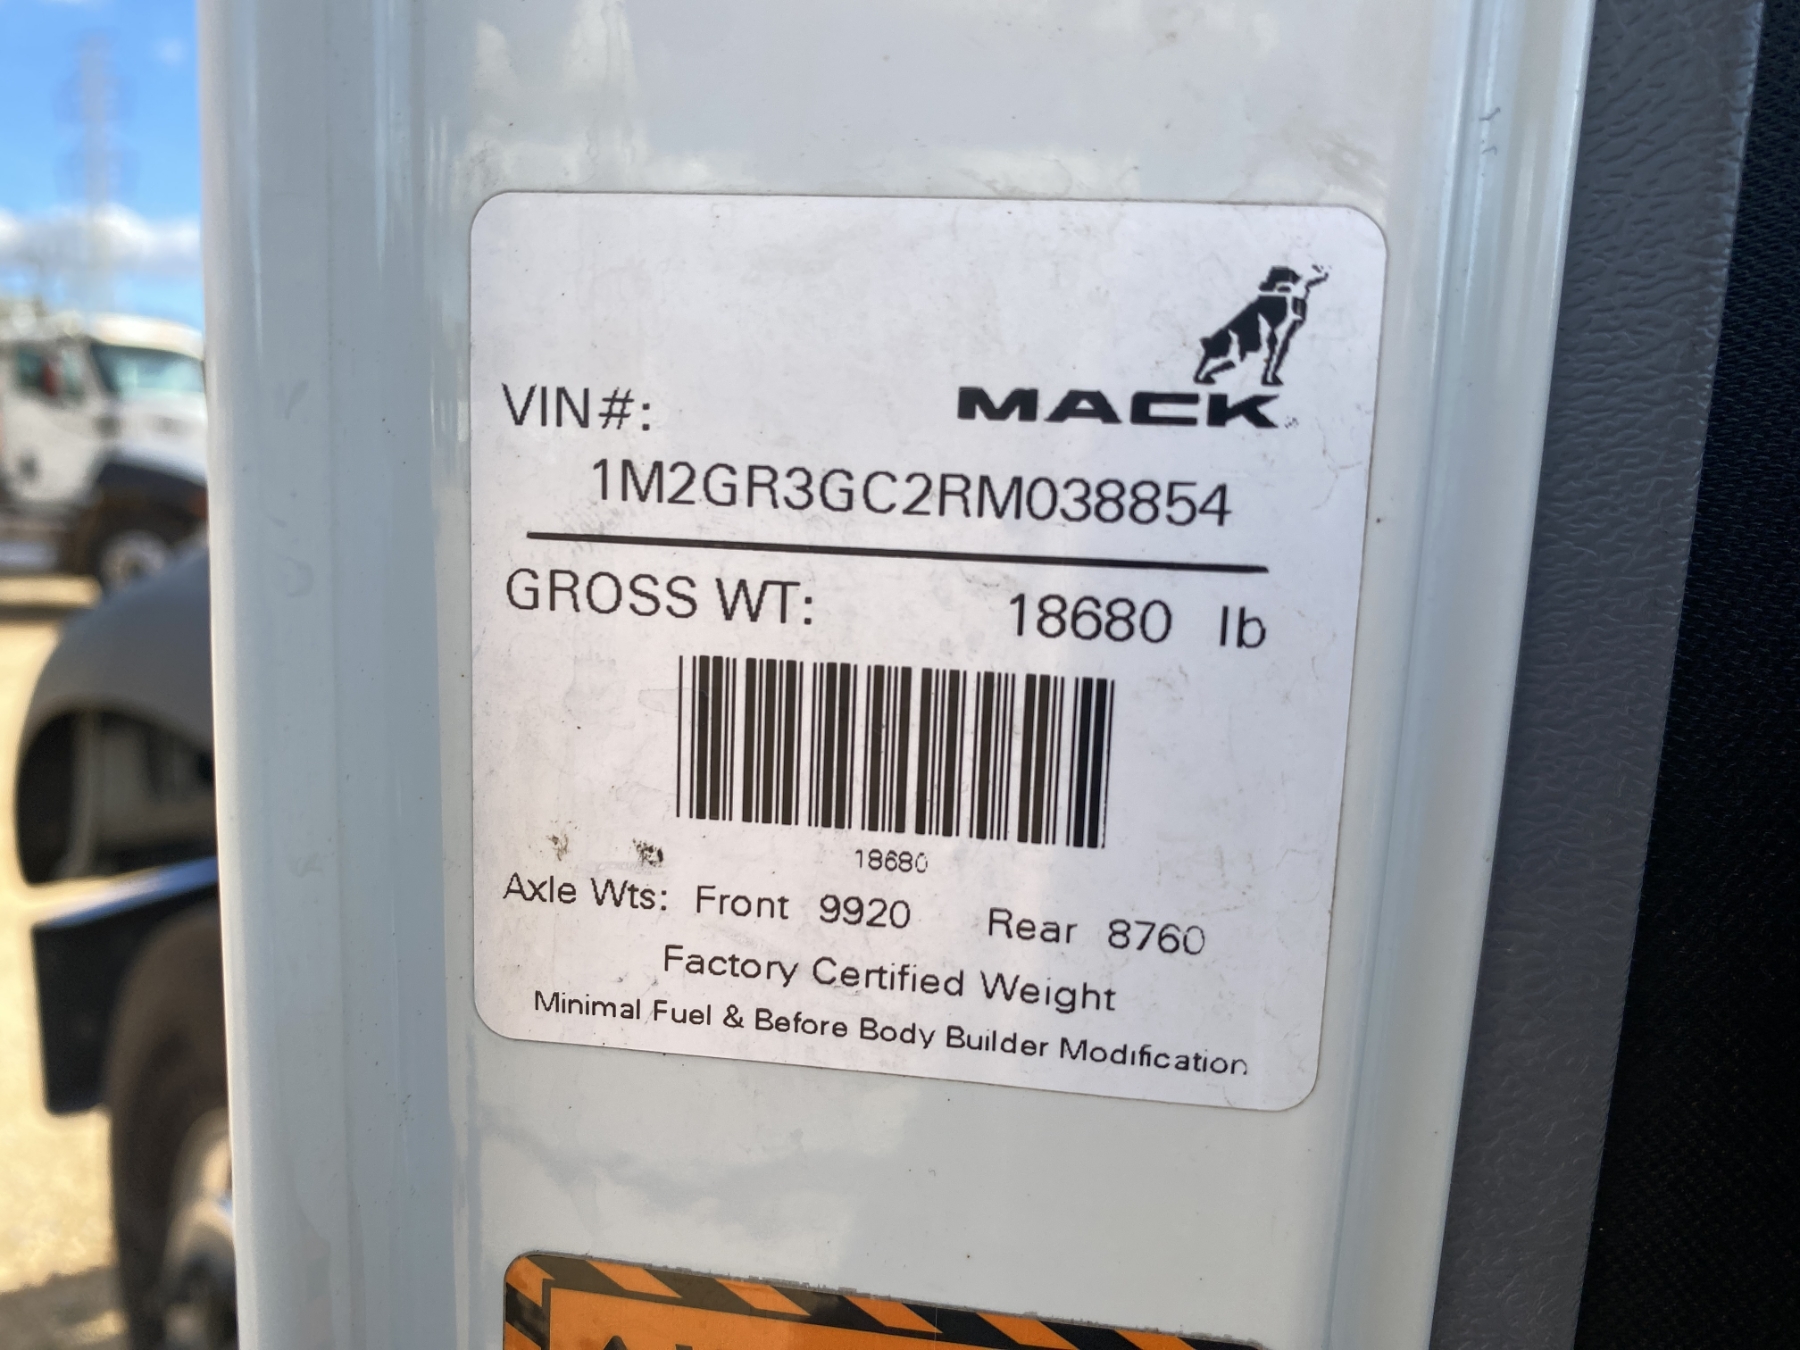 MACK
VIN#:
1M2GR3GC2RM038854
GROSS WT: 18680 lb
18680
Axle Wts: Front 9920 Rear 8760
Factory Certified Weight
Minimal Fuel & Before Body Builder Modification